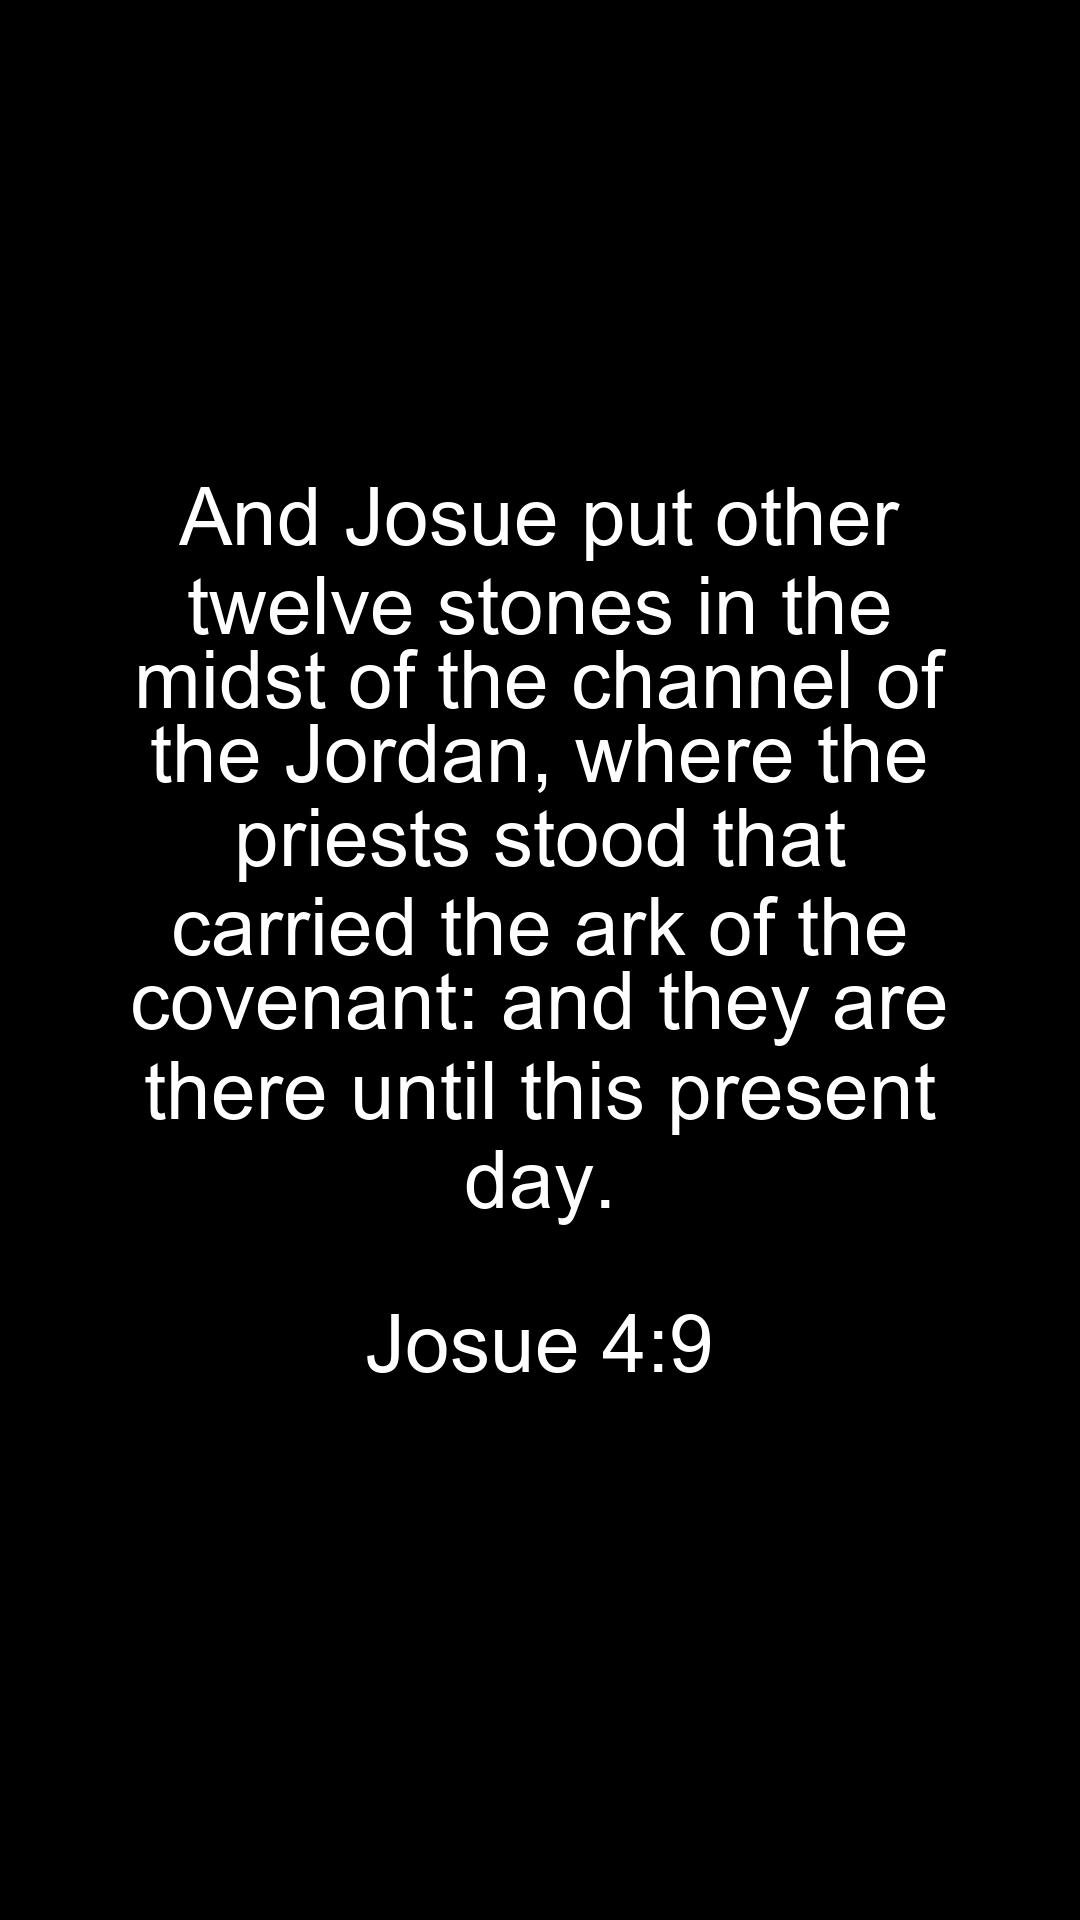 And Josue put other
twelve stones in the
midst of the channel of
the Jordan, where the
priests stood that
carried the ark of the
covenant: and they are
there until this present
day.
Josue 4:9